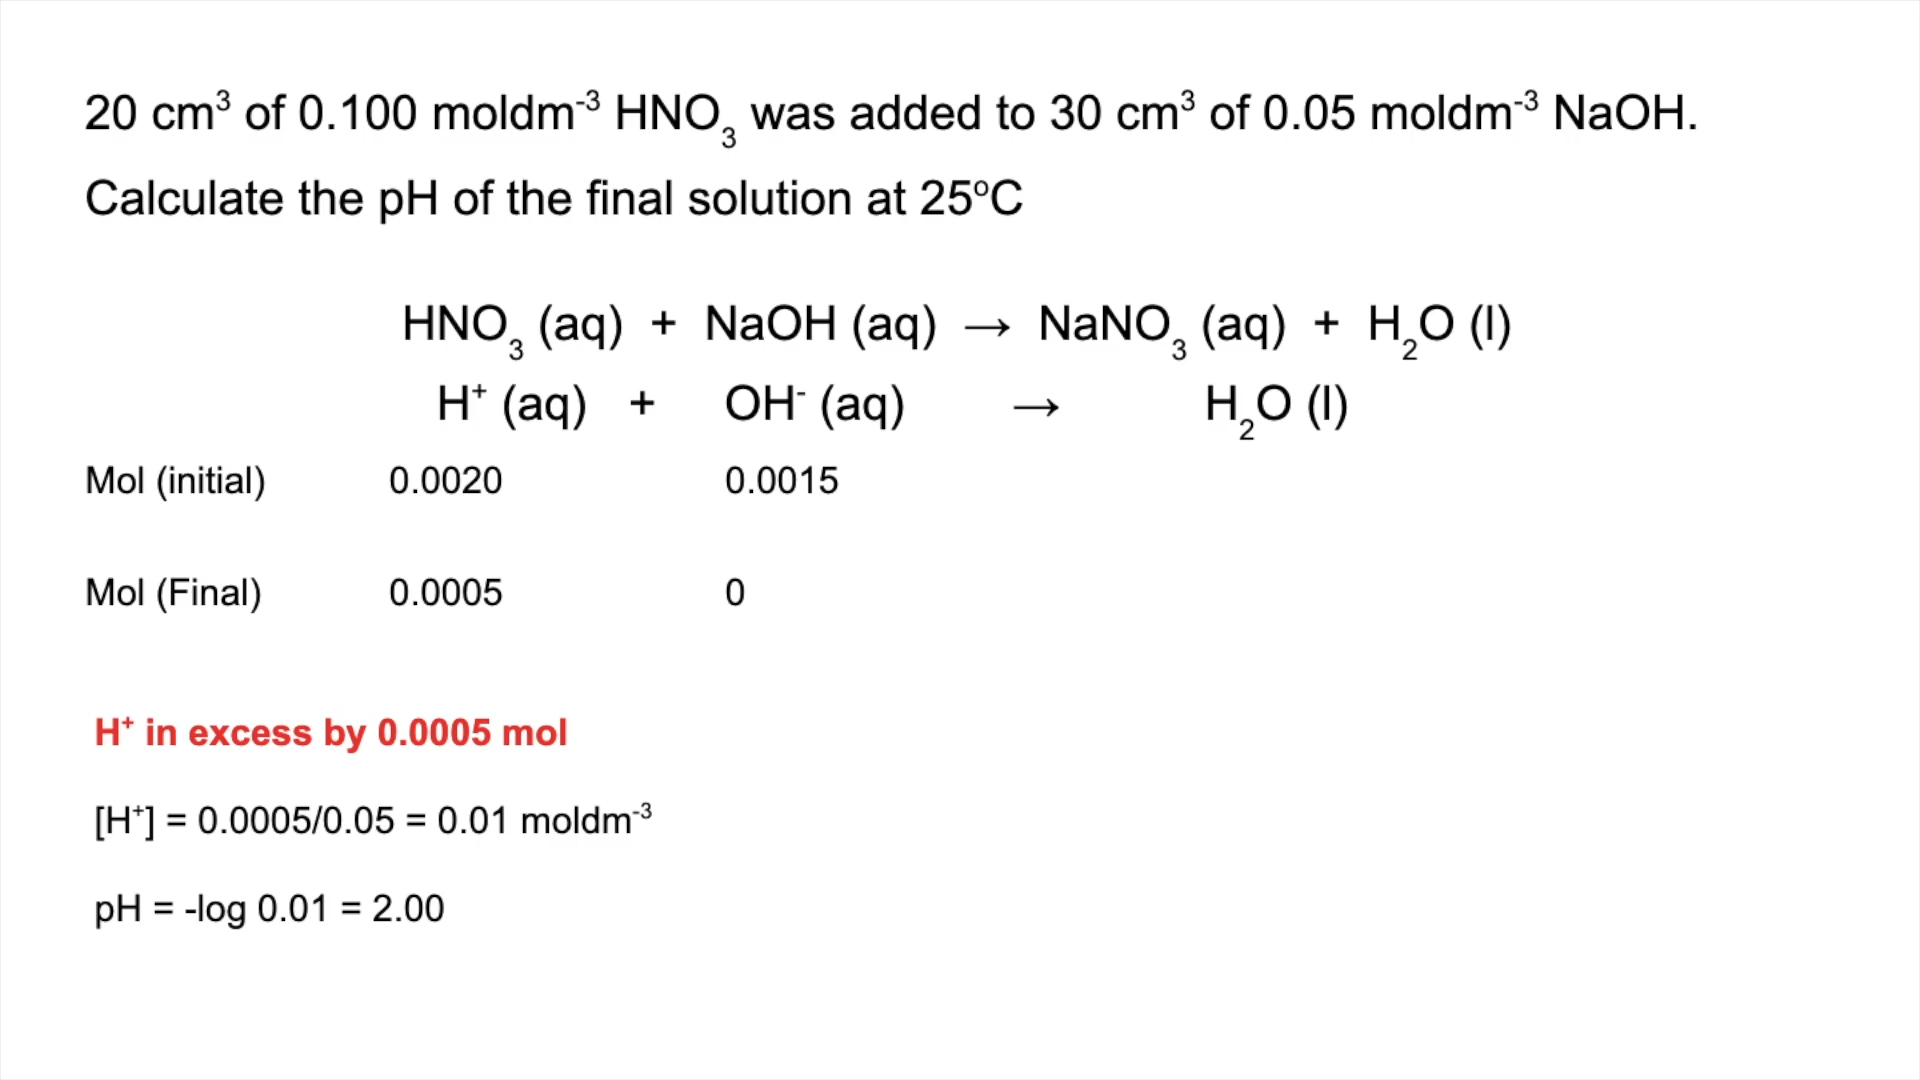 20 cm³ of 0.100 moldm⁻³ HNO₃ was added to 30 cm³ of 0.05 moldm⁻³ NaOH.
Calculate the pH of the final solution at 25ºC
HNO₃ (aq) + NaOH (aq) → NaNO₃ (aq) + H₂O (l)
H⁺ (aq) + OH⁻ (aq) → H₂O (l)
Mol (initial) 0.0020 0.0015
Mol (Final) 0.0005 0
H⁺ in excess by 0.0005 mol
[H⁺] = 0.0005/0.05 = 0.01 moldm⁻³
pH = -log 0.01 = 2.00